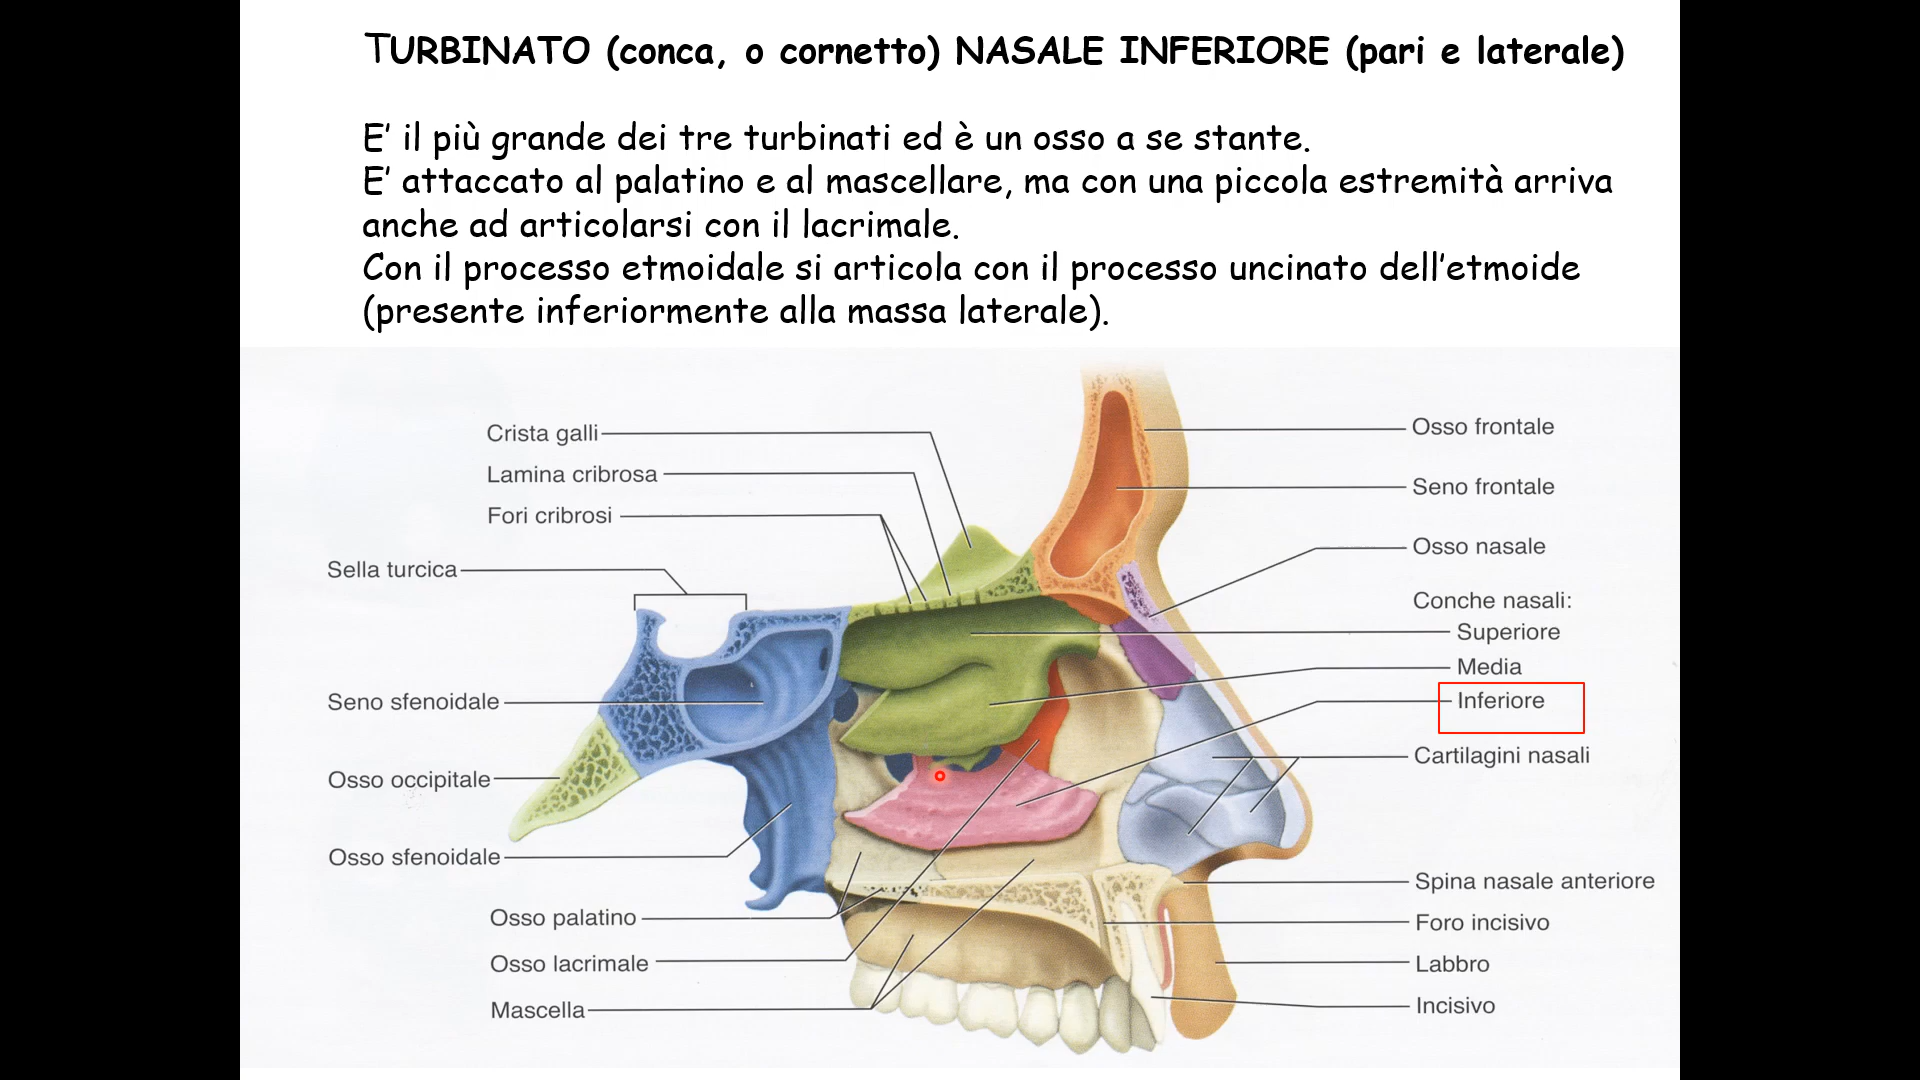 TURBINATO (conca, o cornetto) NASALE INFERIORE (pari e laterale)
E' il più grande dei tre turbinati ed è un osso a se stante.
E' attaccato al palatino e al mascellare, ma con una piccola estremità arriva
anche ad articolarsi con il lacrimale.
Con il processo etmoidale si articola con il processo uncinato dell'etmoide
(presente inferiormente alla massa laterale).
Crista galli
Lamina cribrosa
Fori cribrosi
Sella turcica
Seno sfenoidale
Osso occipitale
Osso sfenoidale
Osso palatino
Osso lacrimale
Mascella
Osso frontale
Seno frontale
Osso nasale
Conche nasali:
Superiore
Media
Inferiore
Cartilagini nasali
Spina nasale anteriore
Foro incisivo
Labbro
Incisivo